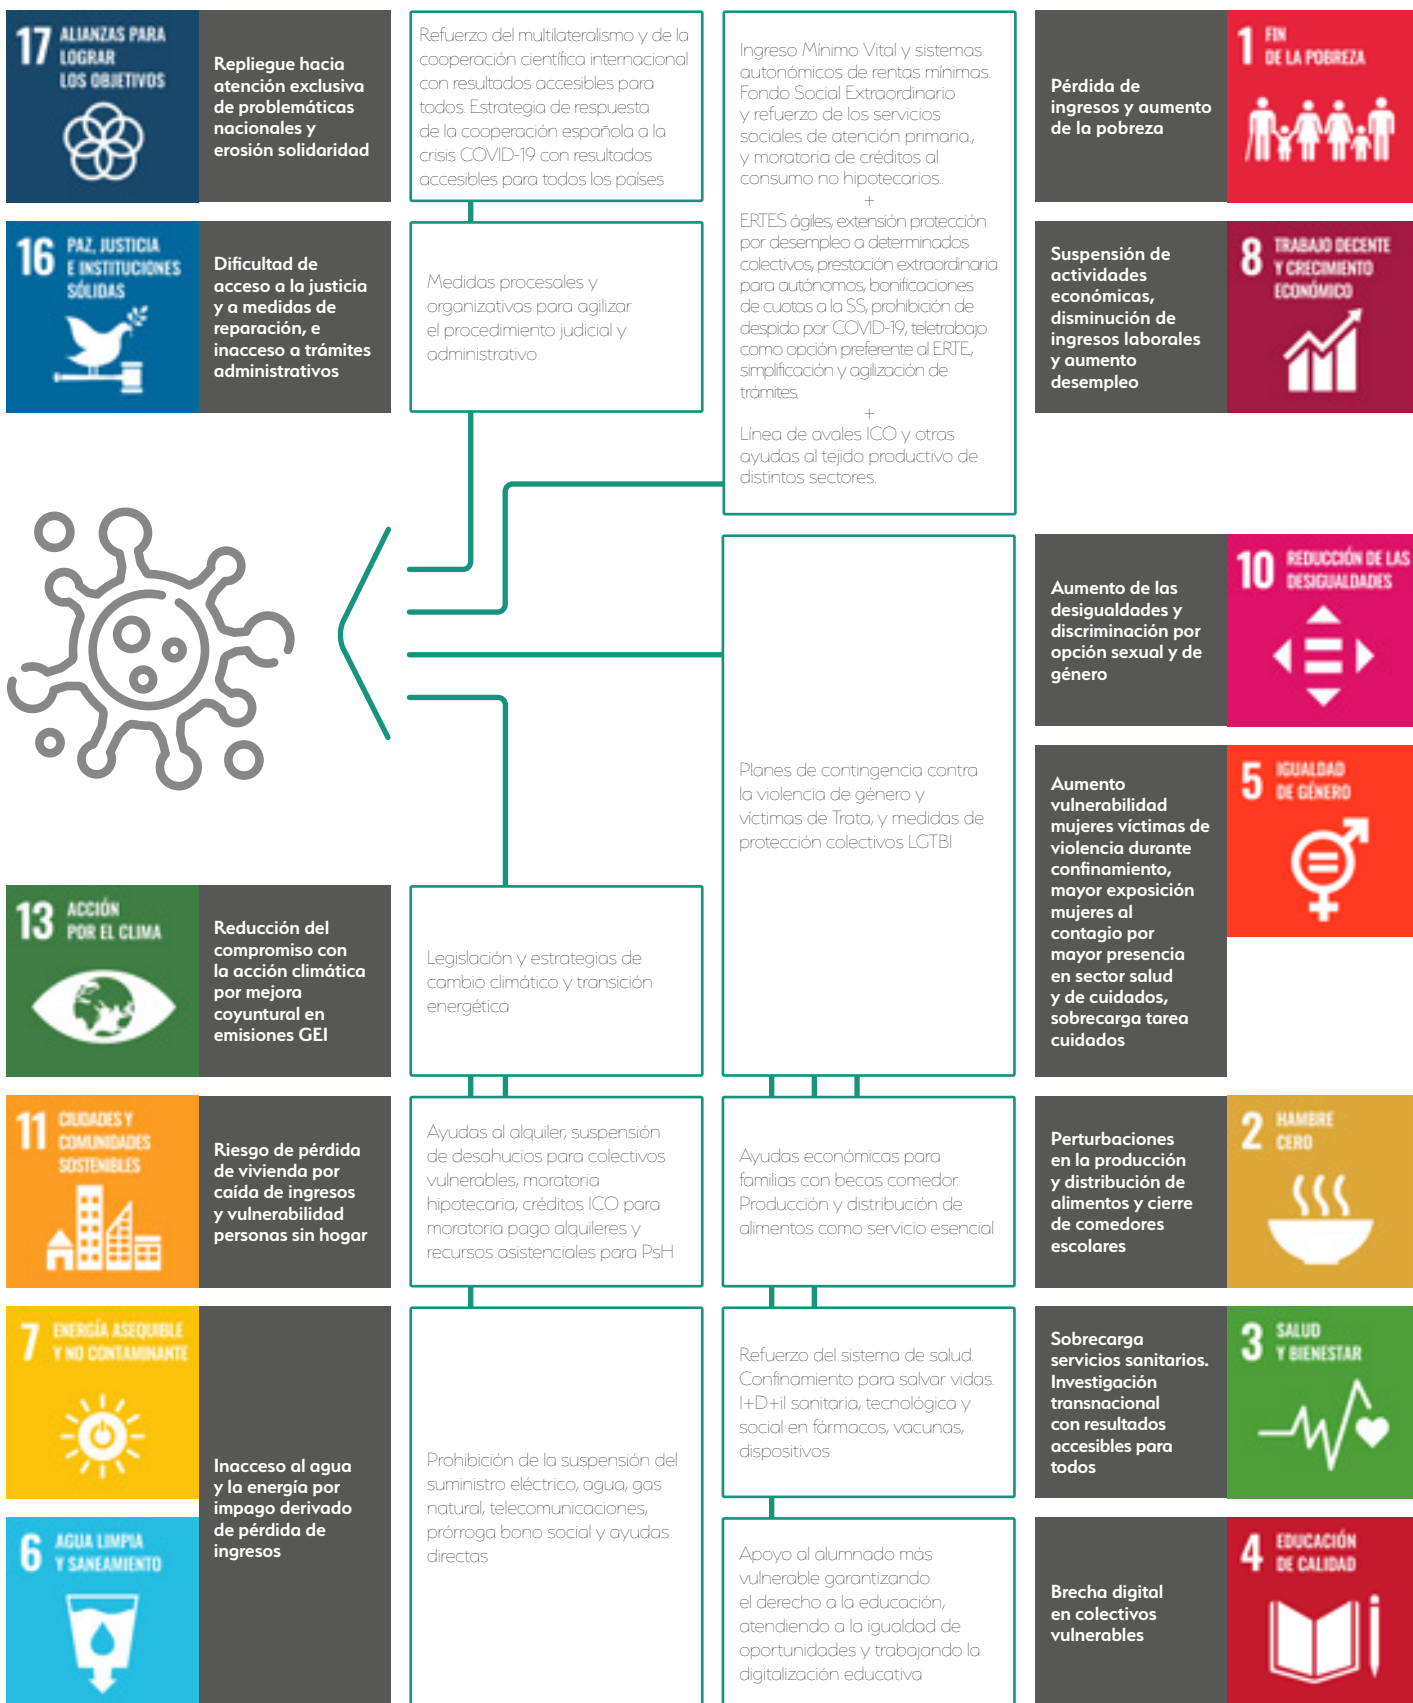 17 ALIANZAS PARA
LOGRAR
LOS OBJETIVOS
Repliegue hacia
atención exclusiva
de problemáticas
nacionales y
erosión solidaridad
Refuerzo del multilateralismo y de la
cooperación científica internacional
con resultados accesibles para
todos. Estrategia de respuesta
de la cooperación española a la
crisis COVID-19 con resultados
accesibles para todos los países
16 PAZ, JUSTICIA
E INSTITUCIONES
SÓLIDAS
Dificultad de
acceso a la justicia
y a medidas de
reparación, e
inacceso a trámites
administrativos
Medidas procesales y
organizativas para agilizar
el procedimiento judicial y
administrativo
Ingreso Mínimo Vital y sistemas
autonómicos de rentas mínimas.
Fondo Social Extraordinario
y refuerzo de los servicios
sociales de atención primaria.,
y moratoria de créditos al
consumo no hipotecarios..
+
ERTES ágiles, extensión protección
por desempleo a determinados
colectivos, prestación extraordinaria
para autónomos, bonificaciones
de cuotas a la SS, prohibición de
despido por COVID-19, teletrabajo
como opción preferente al ERTE,
simplificación y agilización de
trámites.
+
Línea de avales ICO y otras
ayudas al tejido productivo de
distintos sectores.
Pérdida de
ingresos y aumento
de la pobreza
1 FIN
DE LA POBREZA
Suspensión de
actividades
económicas,
disminución de
ingresos laborales
y aumento
desempleo
8 TRABAJO DECENTE
Y CRECIMIENTO
ECONÓMICO
Planes de contingencia contra
la violencia de género y
víctimas de Trata, y medidas de
protección colectivos LGTBI
Aumento de las
desigualdades y
discriminación por
opción sexual y de
género
10 REDUCCIÓN DE LAS
DESIGUALDADES
Aumento
vulnerabilidad
mujeres víctimas de
violencia durante
confinamiento,
mayor exposición
mujeres al
contagio por
mayor presencia
en sector salud
y de cuidados,
sobrecarga tarea
cuidados
5 IGUALDAD
DE GÉNERO
13 ACCIÓN
POR EL CLIMA
Reducción del
compromiso con
la acción climática
por mejora
coyuntural en
emisiones GEI
Legislación y estrategias de
cambio climático y transición
energética
11 CIUDADES Y
COMUNIDADES
SOSTENIBLES
Riesgo de pérdida
de vivienda por
caída de ingresos
y vulnerabilidad
personas sin hogar
Ayudas al alquiler, suspensión
de desahucios para colectivos
vulnerables, moratoria
hipotecaria, créditos ICO para
moratoria pago alquileres y
recursos asistenciales para PsH
Ayudas económicas para
familias con becas comedor.
Producción y distribución de
alimentos como servicio esencial
Perturbaciones
en la producción
y distribución de
alimentos y cierre
de comedores
escolares
2 HAMBRE
CERO
7 ENERGÍA ASEQUIBLE
Y NO CONTAMINANTE
6 AGUA LIMPIA
Y SANEAMIENTO
Inacceso al agua
y la energía por
impago derivado
de pérdida de
ingresos
Prohibición de la suspensión del
suministro eléctrico, agua, gas
natural, telecomunicaciones,
prórroga bono social y ayudas
directas
Refuerzo del sistema de salud.
Confinamiento para salvar vidas.
I+D+iI sanitaria, tecnológica y
social en fármacos, vacunas,
dispositivos
Sobrecarga
servicios sanitarios.
Investigación
transnacional
con resultados
accesibles para
todos
3 SALUD
Y BIENESTAR
Apoyo al alumnado más
vulnerable garantizando
el derecho a la educación,
atendiendo a la igualdad de
oportunidades y trabajando la
digitalización educativa
Brecha digital
en colectivos
vulnerables
4 EDUCACIÓN
DE CALIDAD